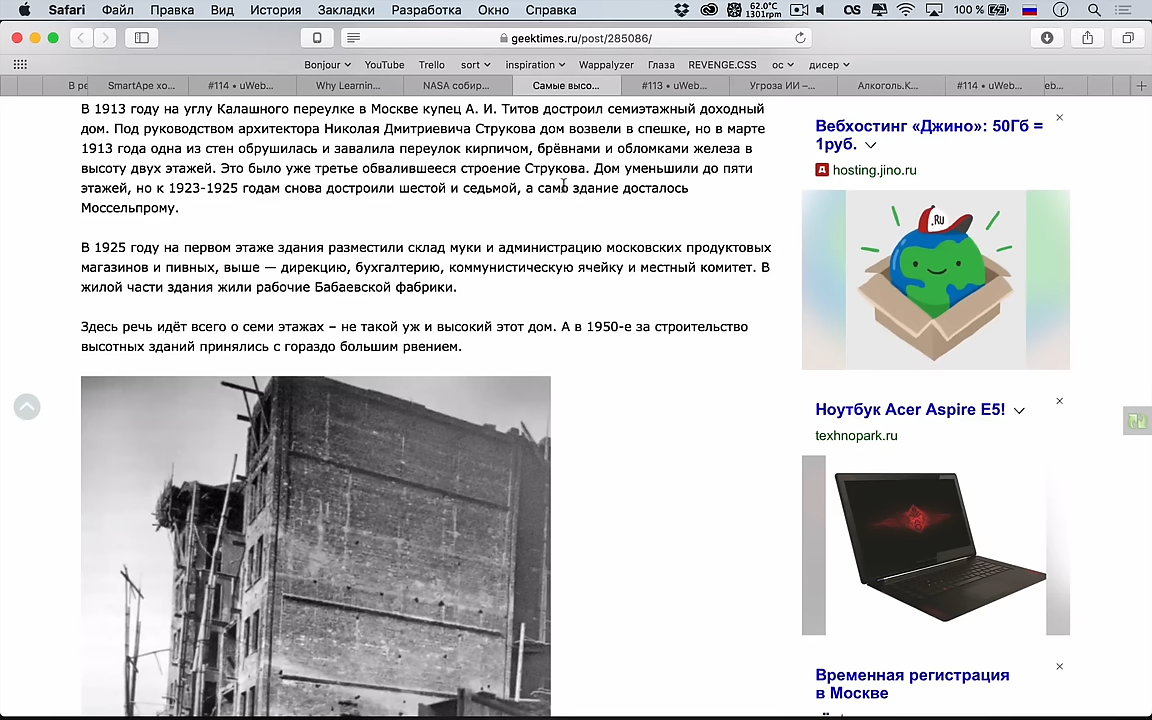 Safari Файл Правка Вид История Закладки Разработка Окно Справка 62.0°C 1301rpm 100 %
geektimes.ru/post/285086/
Bonjour YouTube Trello sort inspiration Wappalyzer Глаза REVENGE.CSS ос дисер
В ре SmartApe хо... #114 • uWeb... Why Learnin... NASA собир... Самые высо... #113 • uWeb... Угроза ИИ –... Алкоголь.К... #114 • uWeb... eb...
В 1913 году на углу Калашного переулке в Москве купец А. И. Титов достроил семиэтажный доходный
дом. Под руководством архитектора Николая Дмитриевича Струкова дом возвели в спешке, но в марте
1913 года одна из стен обрушилась и завалила переулок кирпичом, брёвнами и обломками железа в
высоту двух этажей. Это было уже третье обвалившееся строение Струкова. Дом уменьшили до пяти
этажей, но к 1923-1925 годам снова достроили шестой и седьмой, а само здание досталось
Моссельпрому.
В 1925 году на первом этаже здания разместили склад муки и администрацию московских продуктовых
магазинов и пивных, выше — дирекцию, бухгалтерию, коммунистическую ячейку и местный комитет. В
жилой части здания жили рабочие Бабаевской фабрики.
Здесь речь идёт всего о семи этажах – не такой уж и высокий этот дом. А в 1950-е за строительство
высотных зданий принялись с гораздо большим рвением.
Вебхостинг «Джино»: 50Гб =
1руб.
hosting.jino.ru
.RU
Ноутбук Acer Aspire E5!
texhnopark.ru
Временная регистрация
в Москве